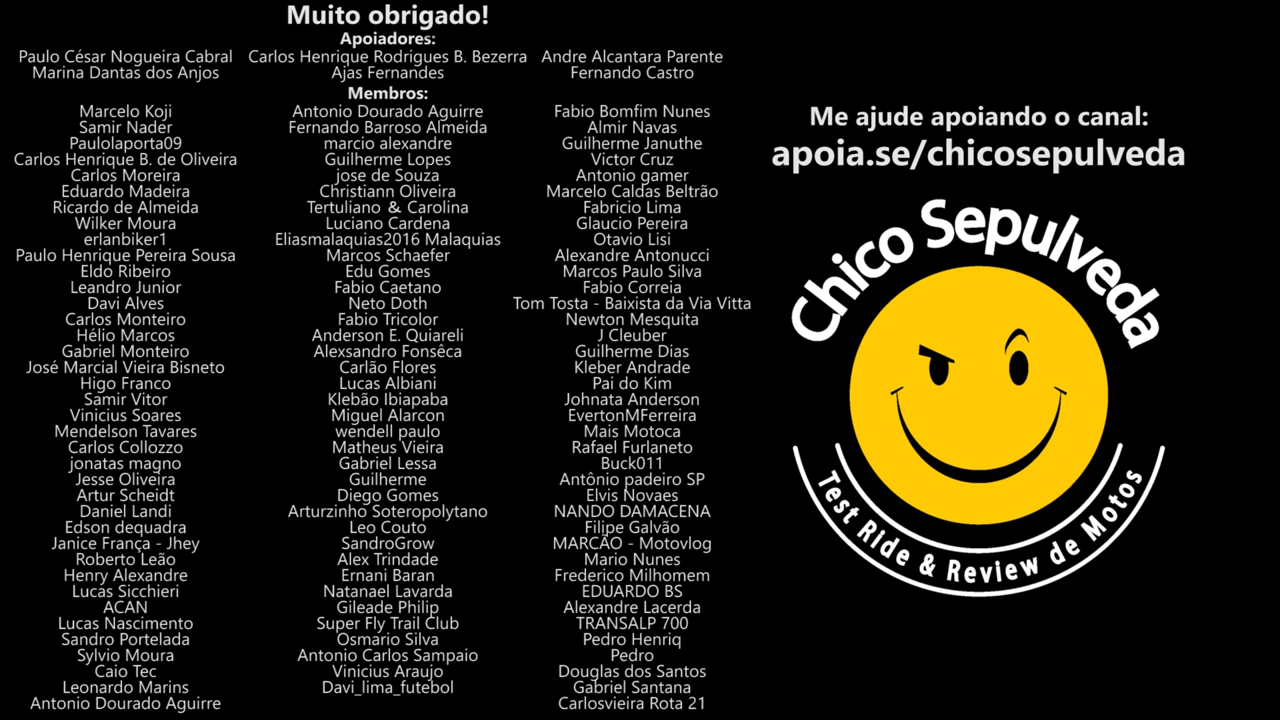 Muito obrigado!
Apoiadores:
Paulo César Nogueira Cabral
Marina Dantas dos Anjos
Carlos Henrique Rodrigues B. Bezerra
Ajas Fernandes
Andre Alcantara Parente
Fernando Castro
Membros:
Marcelo Koji
Samir Nader
Paulolaporta09
Carlos Henrique B. de Oliveira
Carlos Moreira
Eduardo Madeira
Ricardo de Almeida
Wilker Moura
erlanbiker1
Paulo Henrique Pereira Sousa
Eldo Ribeiro
Leandro Junior
Davi Alves
Carlos Monteiro
Hélio Marcos
Gabriel Monteiro
José Marcial Vieira Bisneto
Higo Franco
Samir Vitor
Vinicius Soares
Mendelson Tavares
Carlos Collozzo
jonatas magno
Jesse Oliveira
Artur Scheidt
Daniel Landi
Edson dequadra
Janice França - Jhey
Roberto Leão
Henry Alexandre
Lucas Sicchieri
ACAN
Lucas Nascimento
Sandro Portelada
Sylvio Moura
Caio Tec
Leonardo Marins
Antonio Dourado Aguirre
Antonio Dourado Aguirre
Fernando Barroso Almeida
marcio alexandre
Guilherme Lopes
jose de Souza
Christiann Oliveira
Tertuliano & Carolina
Luciano Cardena
Eliasmalaquias2016 Malaquias
Marcos Schaefer
Edu Gomes
Fabio Caetano
Neto Doth
Fabio Tricolor
Anderson E. Quiareli
Alexsandro Fonsêca
Carlão Flores
Lucas Albiani
Klebão Ibiapaba
Miguel Alarcon
wendell paulo
Matheus Vieira
Gabriel Lessa
Guilherme
Diego Gomes
Arturzinho Soteropolytano
Leo Couto
SandroGrow
Alex Trindade
Ernani Baran
Natanael Lavarda
Gileade Philip
Super Fly Trail Club
Osmario Silva
Antonio Carlos Sampaio
Vinicius Araujo
Davi_lima_futebol
Fabio Bomfim Nunes
Almir Navas
Guilherme Januthe
Victor Cruz
Antonio gamer
Marcelo Caldas Beltrão
Fabricio Lima
Glaucio Pereira
Otavio Lisi
Alexandre Antonucci
Marcos Paulo Silva
Fabio Correia
Tom Tosta - Baixista da Via Vitta
Newton Mesquita
J Cleuber
Guilherme Dias
Kleber Andrade
Pai do Kim
Johnata Anderson
EvertonMFerreira
Mais Motoca
Rafael Furlaneto
Buck011
Antônio padeiro SP
Elvis Novaes
NANDO DAMACENA
Filipe Galvão
MARCÃO - Motovlog
Mario Nunes
Frederico Milhomem
EDUARDO BS
Alexandre Lacerda
TRANSALP 700
Pedro Henriq
Pedro
Douglas dos Santos
Gabriel Santana
Carlosvieira Rota 21
Me ajude apoiando o canal:
apoia.se/chicosepulveda
Chico Sepulveda
Test Ride & Review de Motos